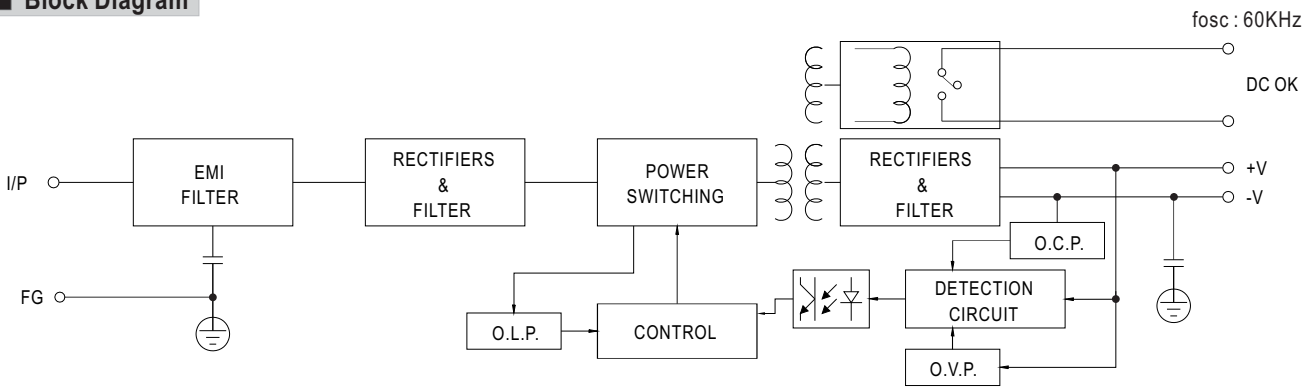 Block Diagram
fosc : 60KHz
DC OK
I/P
EMI
FILTER
RECTIFIERS
&
FILTER
POWER
SWITCHING
RECTIFIERS
&
FILTER
+V
-V
O.C.P.
FG
O.L.P.
CONTROL
DETECTION
CIRCUIT
O.V.P.